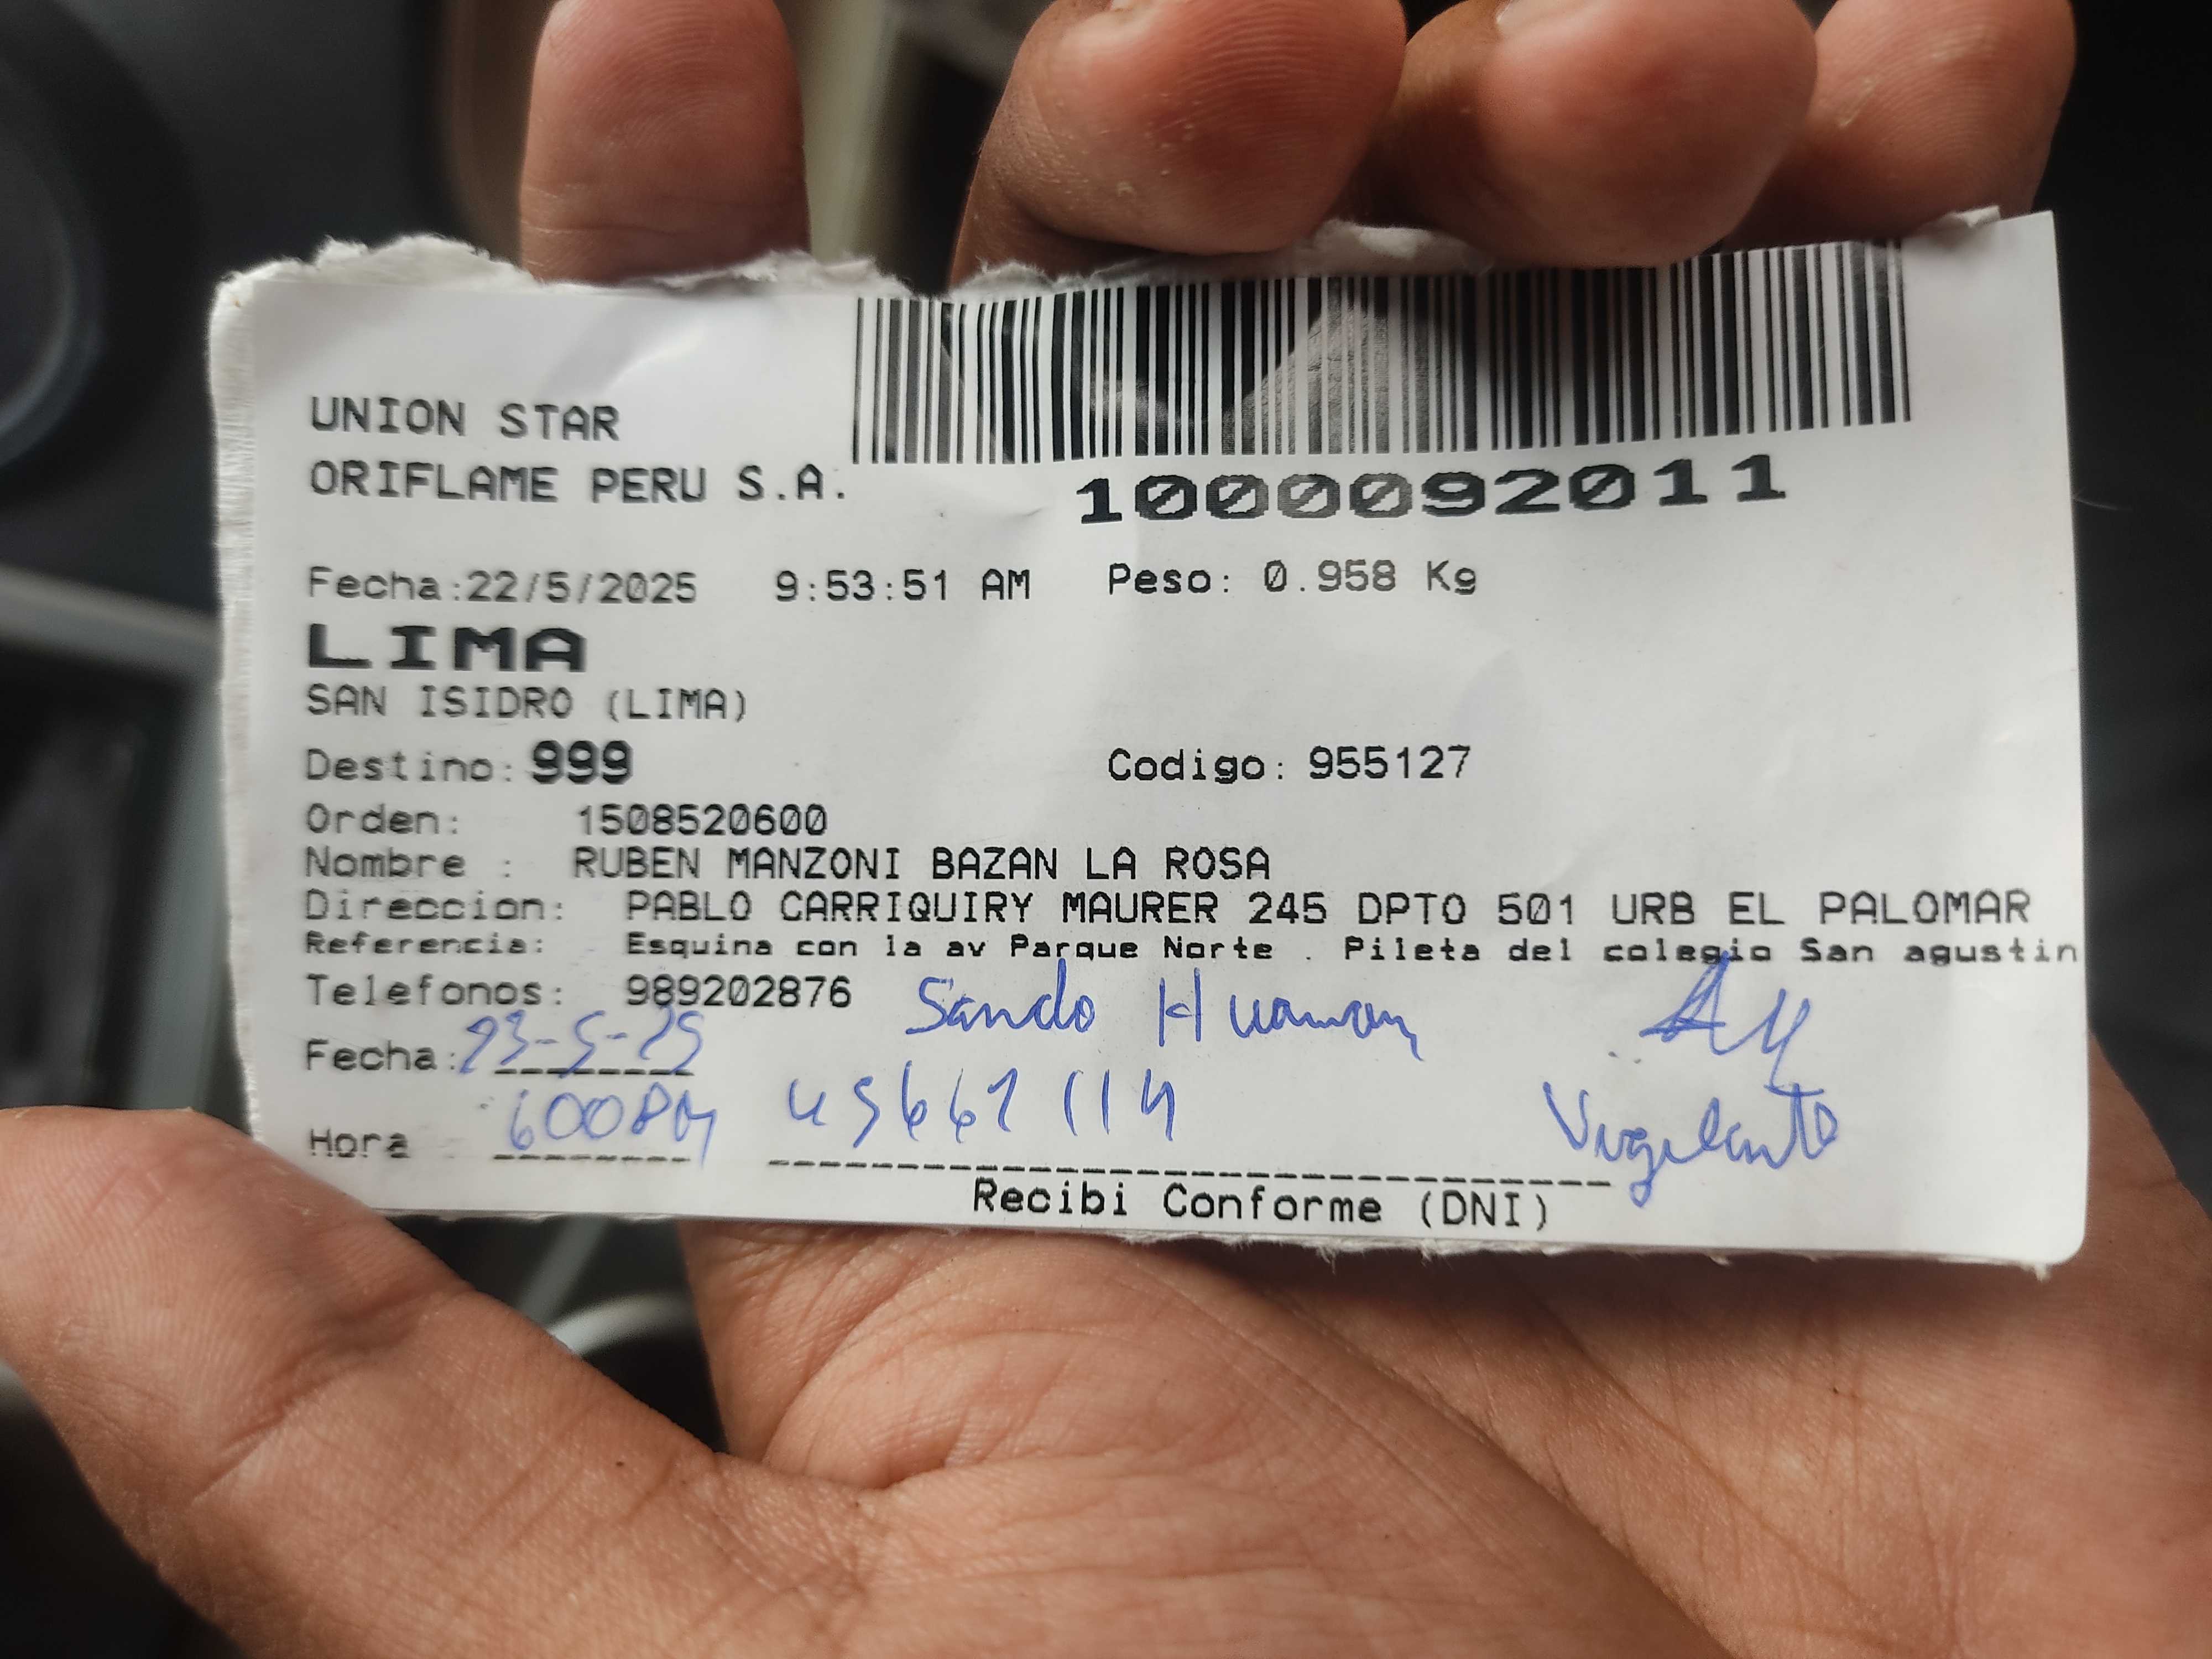 UNION STAR
ORIFLAME PERU S.A.
1000092011
Fecha:22/5/2025 9:53:51 AM Peso: 0.958 Kg
LIMA
SAN ISIDRO (LIMA)
Destino: 999 Codigo: 955127
Orden: 1508520600
Nombre : RUBEN MANZONI BAZAN LA ROSA
Direccion: PABLO CARRIQUIRY MAURER 245 DPTO 501 URB EL PALOMAR
Referencia: Esquina con la av Parque Norte . Pileta del colegio San agustin
Telefonos: 989202876 Sando Huaman
Fecha: 23-5-25
Hora 600 PM Vigilante
Recibi Conforme (DNI)